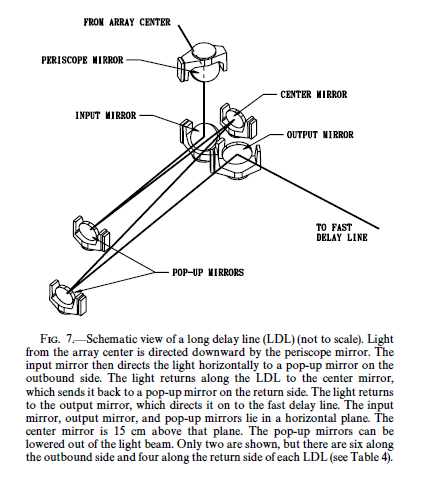 FROM ARRAY CENTER
PERISCOPE MIRROR
CENTER MIRROR
INPUT MIRROR
OUTPUT MIRROR
TO FAST
DELAY LINE
POP-UP MIRRORS
FIG. 7.—Schematic view of a long delay line (LDL) (not to scale). Light
from the array center is directed downward by the periscope mirror. The
input mirror then directs the light horizontally to a pop-up mirror on the
outbound side. The light returns along the LDL to the center mirror,
which sends it back to a pop-up mirror on the return side. The light returns
to the output mirror, which directs it on to the fast delay line. The input
mirror, output mirror, and pop-up mirrors lie in a horizontal plane. The
center mirror is 15 cm above that plane. The pop-up mirrors can be
lowered out of the light beam. Only two are shown, but there are six along
the outbound side and four along the return side of each LDL (see Table 4).